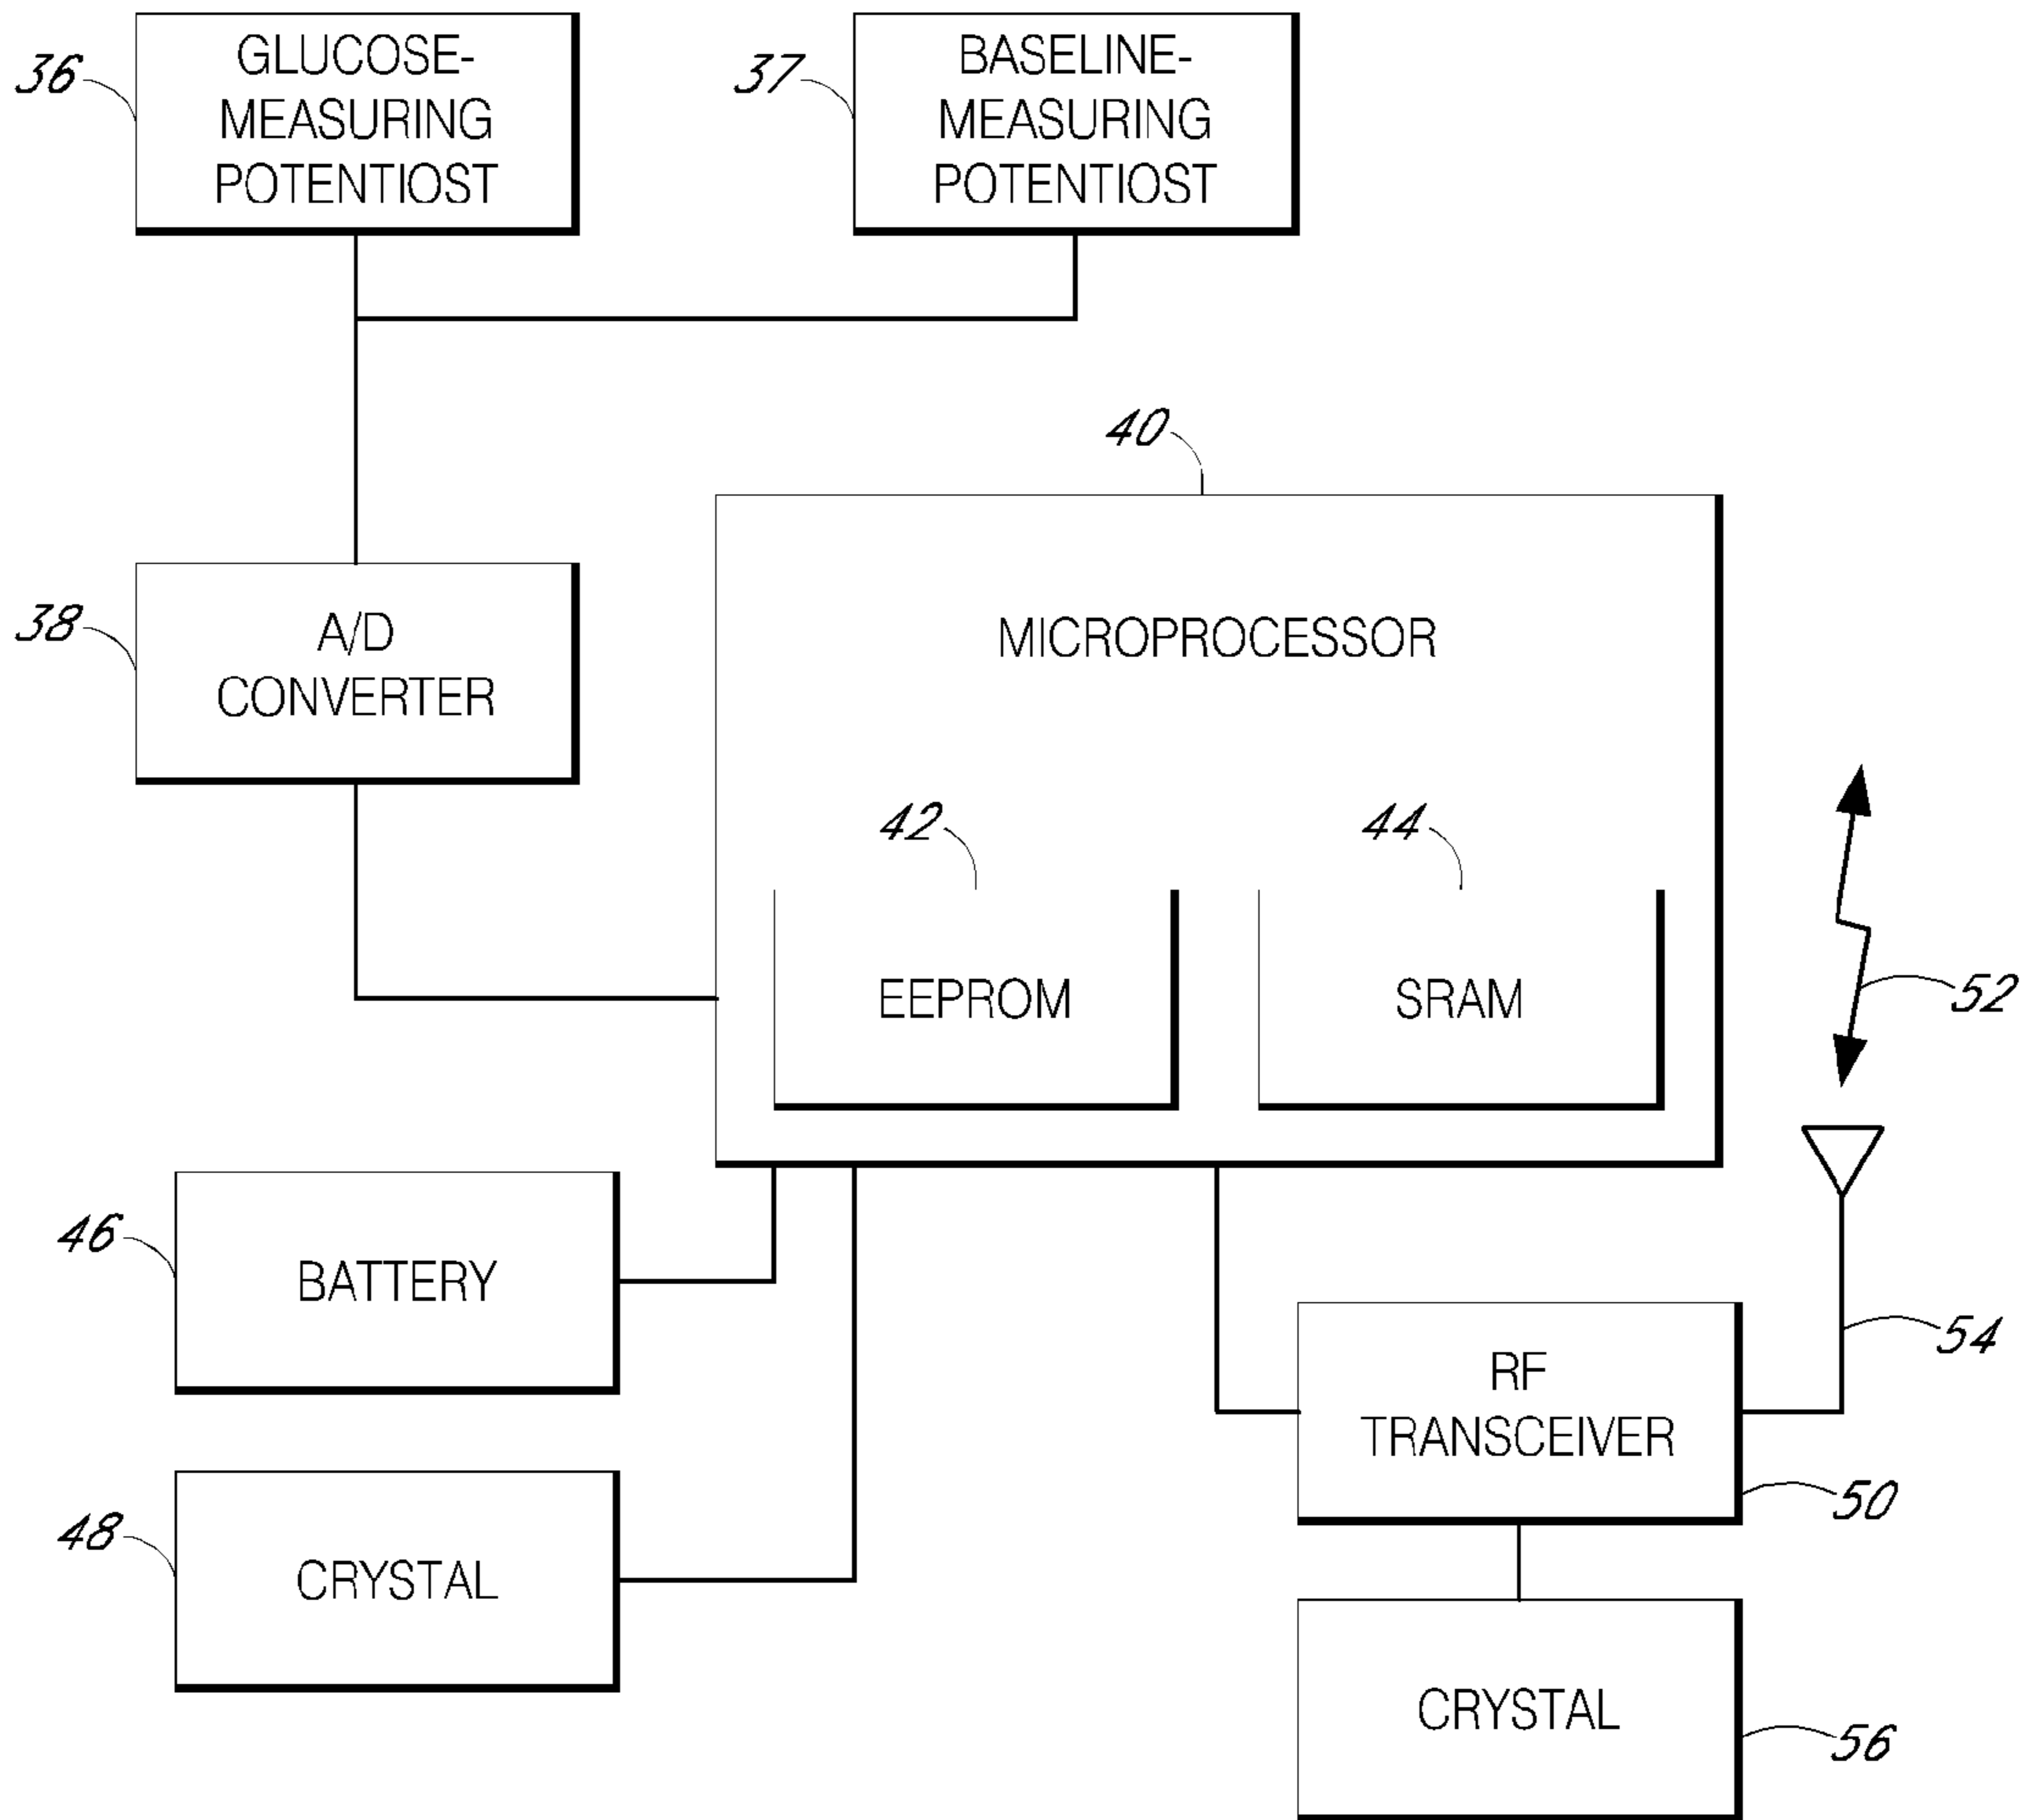 36
GLUCOSE-
MEASURING
POTENTIOST
37
BASELINE-
MEASURING
POTENTIOST
40
38
A/D
CONVERTER
MICROPROCESSOR
42
44
EEPROM
SRAM
52
46
BATTERY
54
RF
TRANSCEIVER
50
48
CRYSTAL
CRYSTAL
56